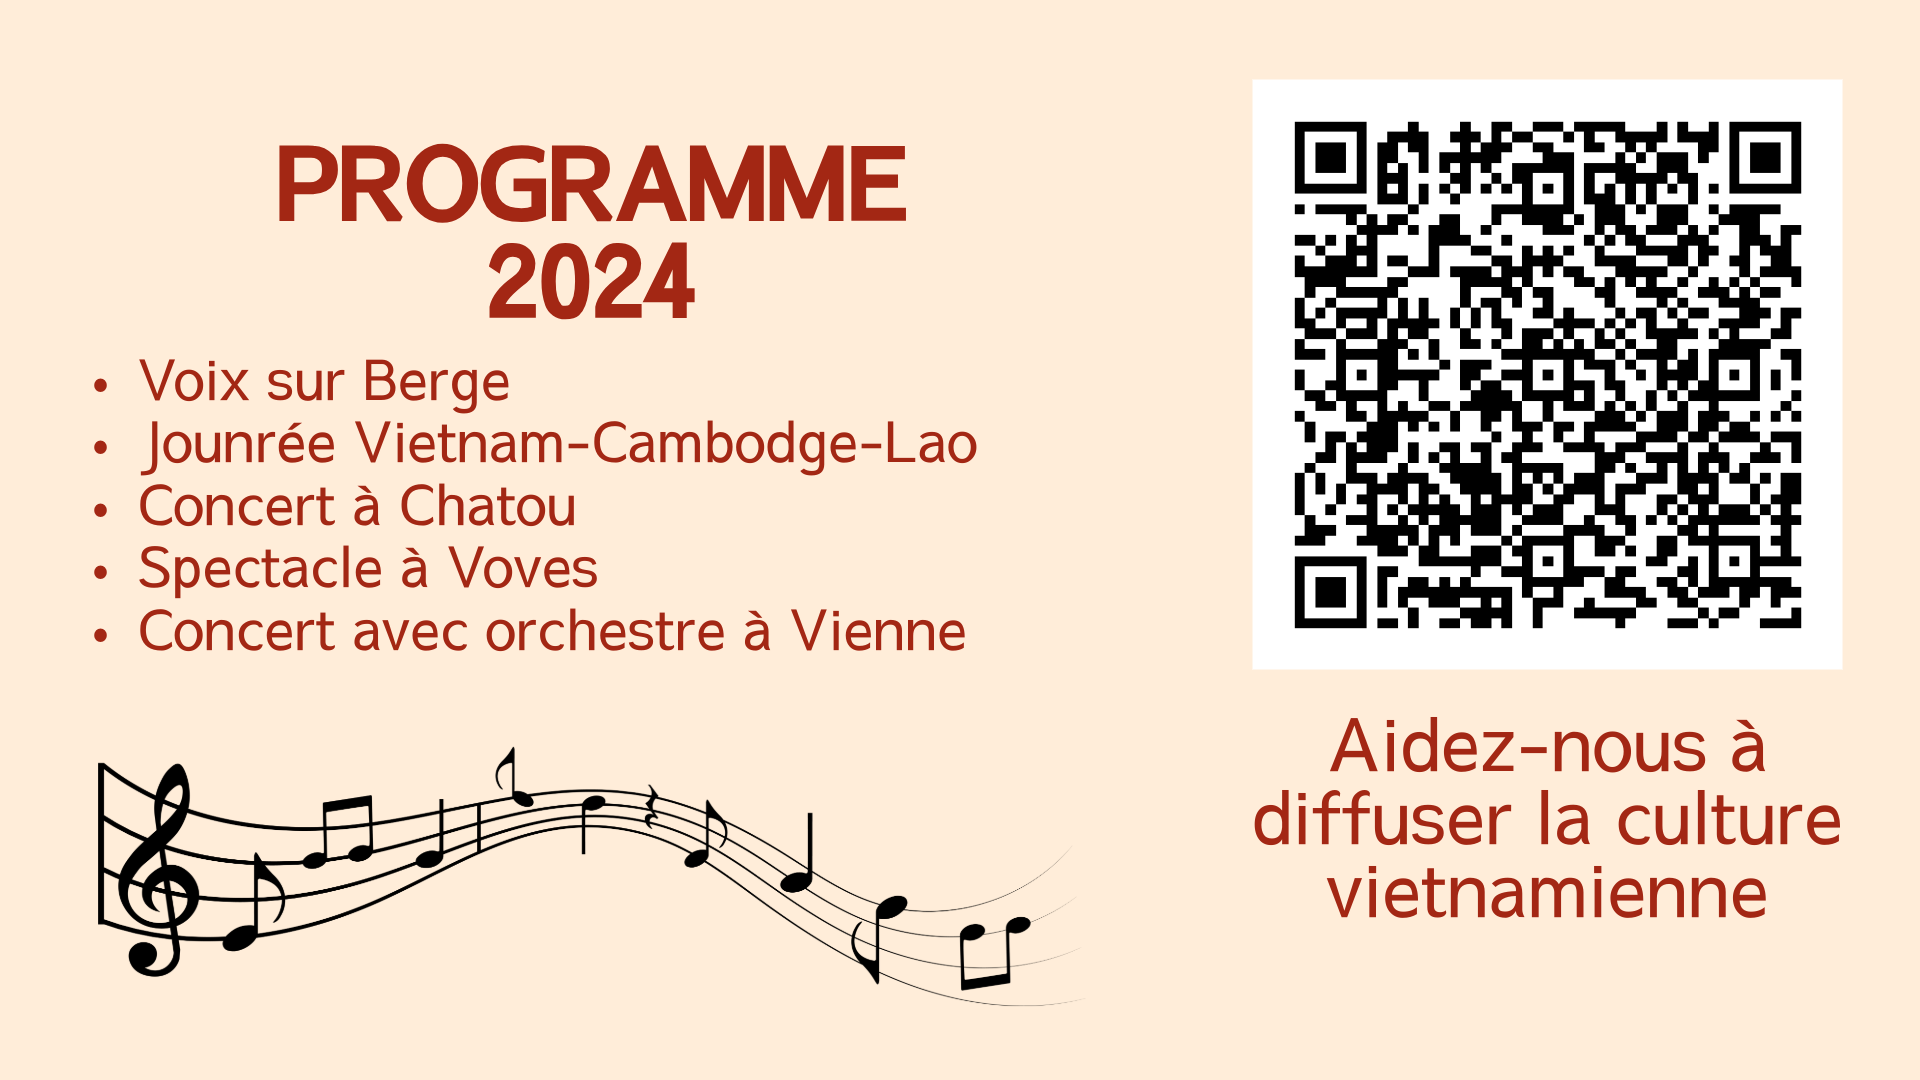 PROGRAMME
2024
• Voix sur Berge
• Jounrée Vietnam-Cambodge-Lao
• Concert à Chatou
• Spectacle à Voves
• Concert avec orchestre à Vienne
Aidez-nous à
diffuser la culture
vietnamienne